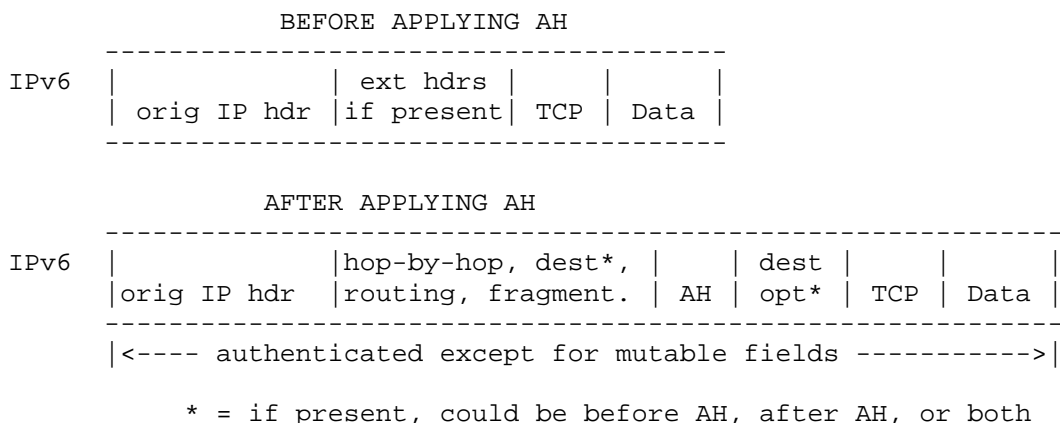 BEFORE APPLYING AH
      ---------------------------------------
IPv6  |              | ext hdrs |     |      |
      | orig IP hdr |if present| TCP | Data |
      ---------------------------------------
                AFTER APPLYING AH
      ------------------------------------------------------------
IPv6  |             |hop-by-hop, dest*, |    | dest |     |      |
      |orig IP hdr  |routing, fragment. | AH | opt* | TCP | Data |
      ------------------------------------------------------------
      |<---- authenticated except for mutable fields ----------->|
           * = if present, could be before AH, after AH, or both